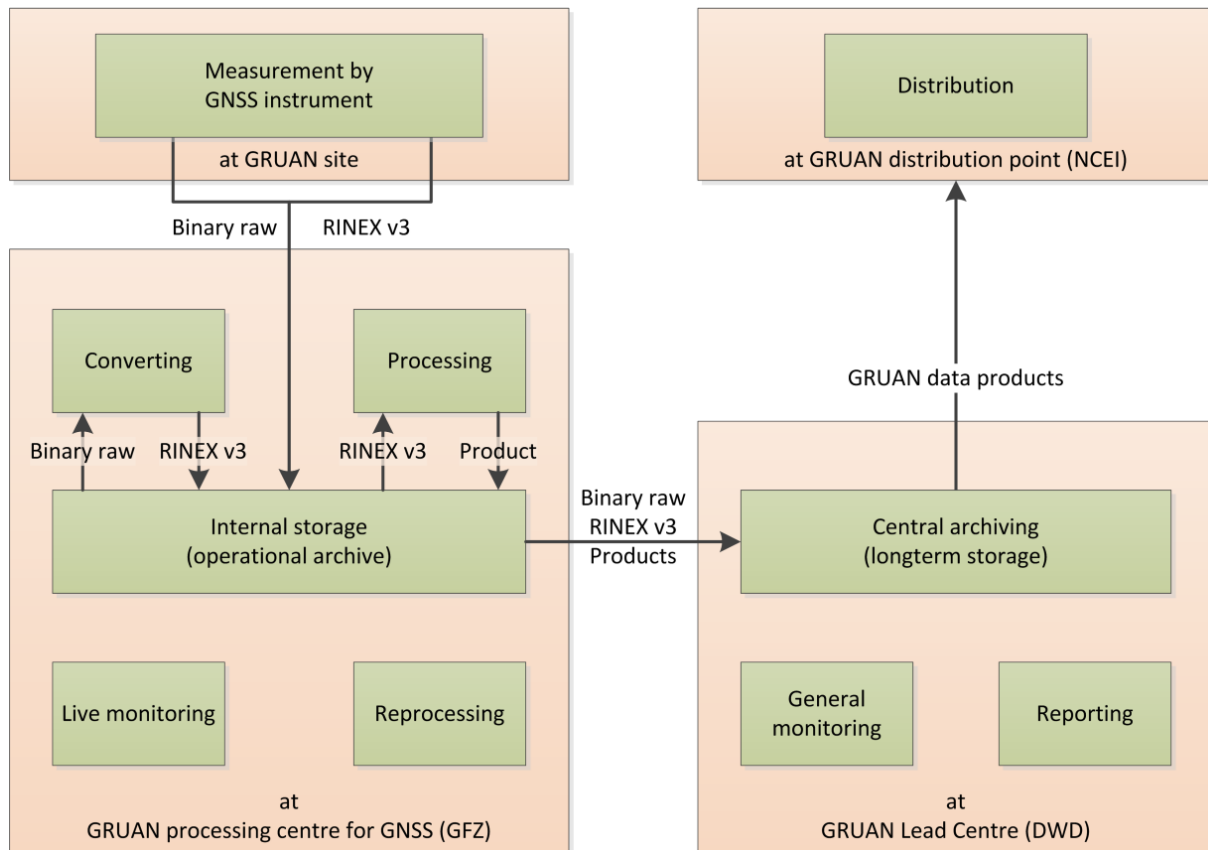 Measurement by
GNSS instrument
at GRUAN site
Binary raw
RINEX v3
Converting
Processing
Binary raw
RINEX v3
RINEX v3
Product
Internal storage
(operational archive)
Live monitoring
Reprocessing
at
GRUAN processing centre for GNSS (GFZ)
Binary raw
RINEX v3
Products
Distribution
at GRUAN distribution point (NCEI)
GRUAN data products
Central archiving
(longterm storage)
General
monitoring
Reporting
at
GRUAN Lead Centre (DWD)